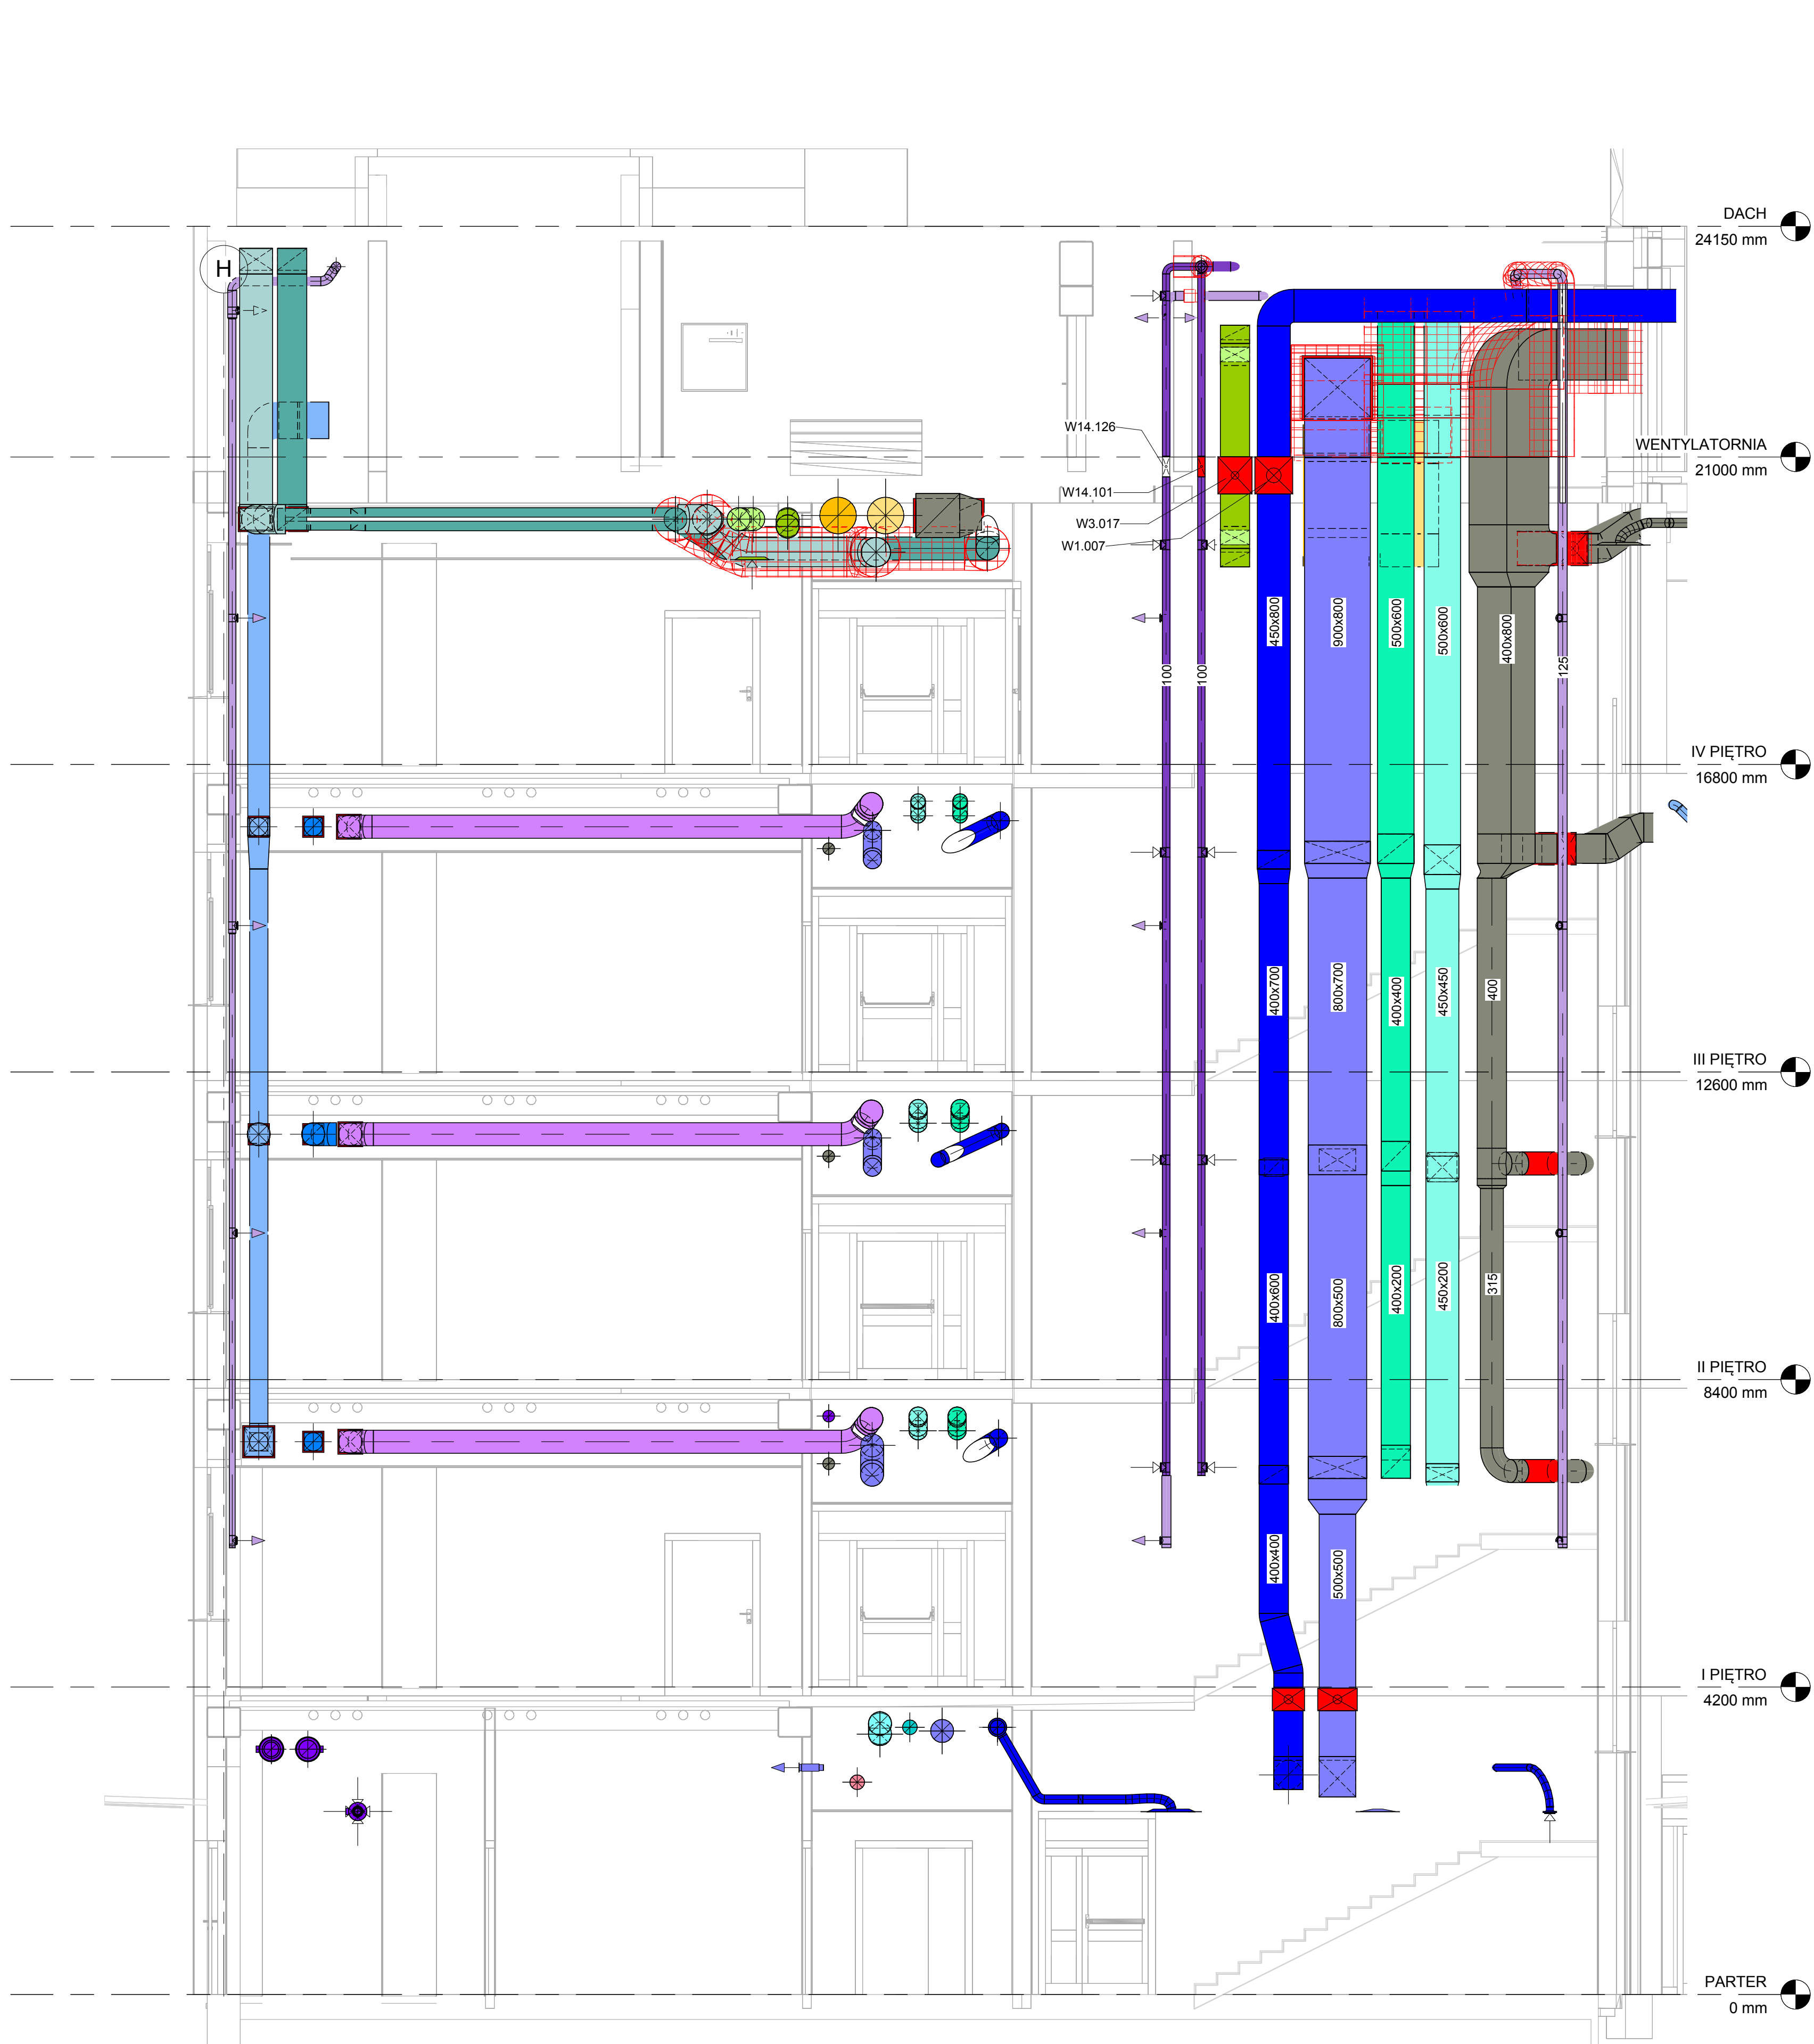 DACH
24150 mm
H
W14.126
WENTYLATORNIA
21000 mm
W14.101
W3.017
W1.007
450x800
900x800
500x600
500x600
400x800
100
100
125
IV PIĘTRO
16800 mm
400x700
800x700
400x400
450x450
400
III PIĘTRO
12600 mm
400x600
800x500
400x200
450x200
315
II PIĘTRO
8400 mm
400x400
500x500
I PIĘTRO
4200 mm
PARTER
0 mm